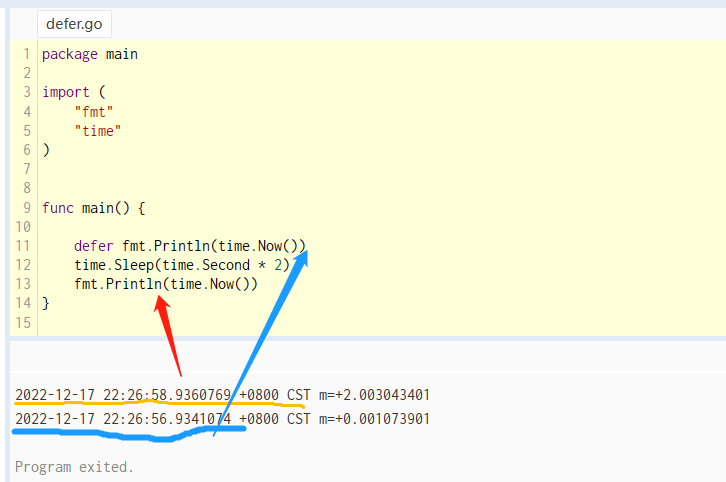 defer.go
1 package main
2
3 import (
4 "fmt"
5 "time"
6 )
7
8
9 func main() {
10
11 defer fmt.Println(time.Now())
12 time.Sleep(time.Second * 2)
13 fmt.Println(time.Now())
14 }
15
2022-12-17 22:26:58.9360769 +0800 CST m=+2.003043401
2022-12-17 22:26:56.9341074 +0800 CST m=+0.001073901
Program exited.